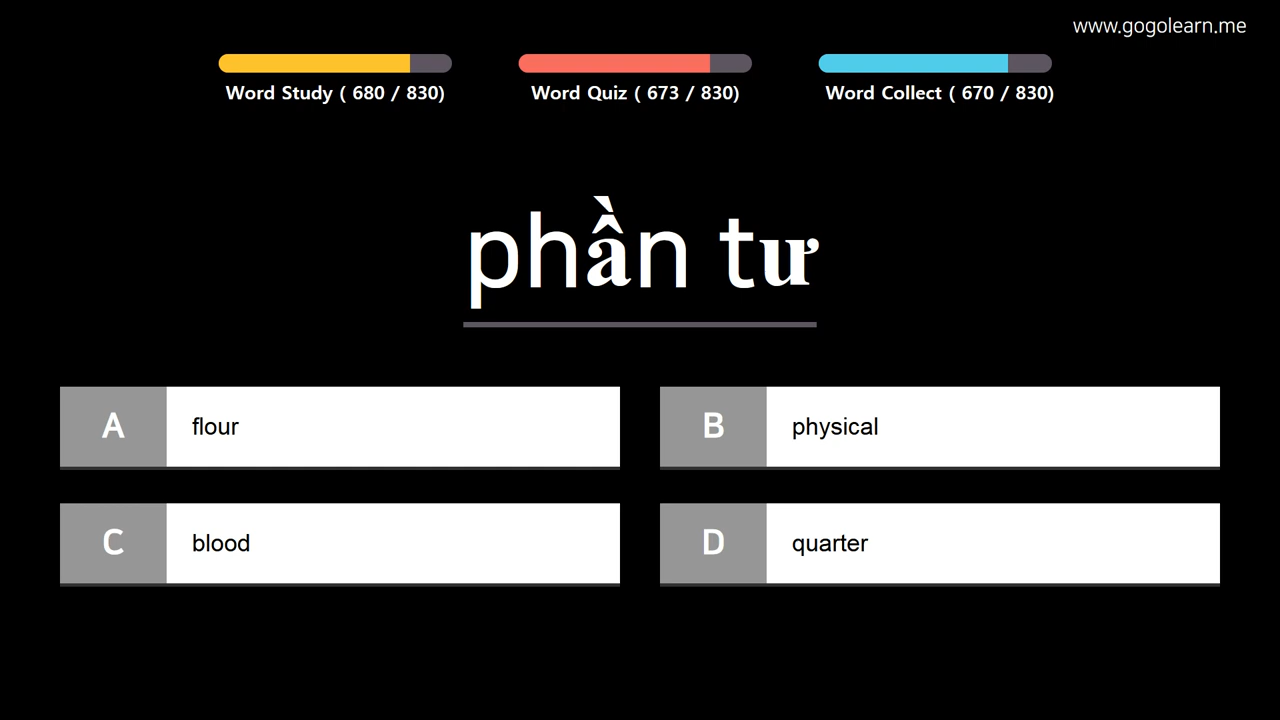 www.gogolearn.me
Word Study ( 680 / 830)
Word Quiz ( 673 / 830)
Word Collect ( 670 / 830)
phần tư
A flour
B physical
C blood
D quarter